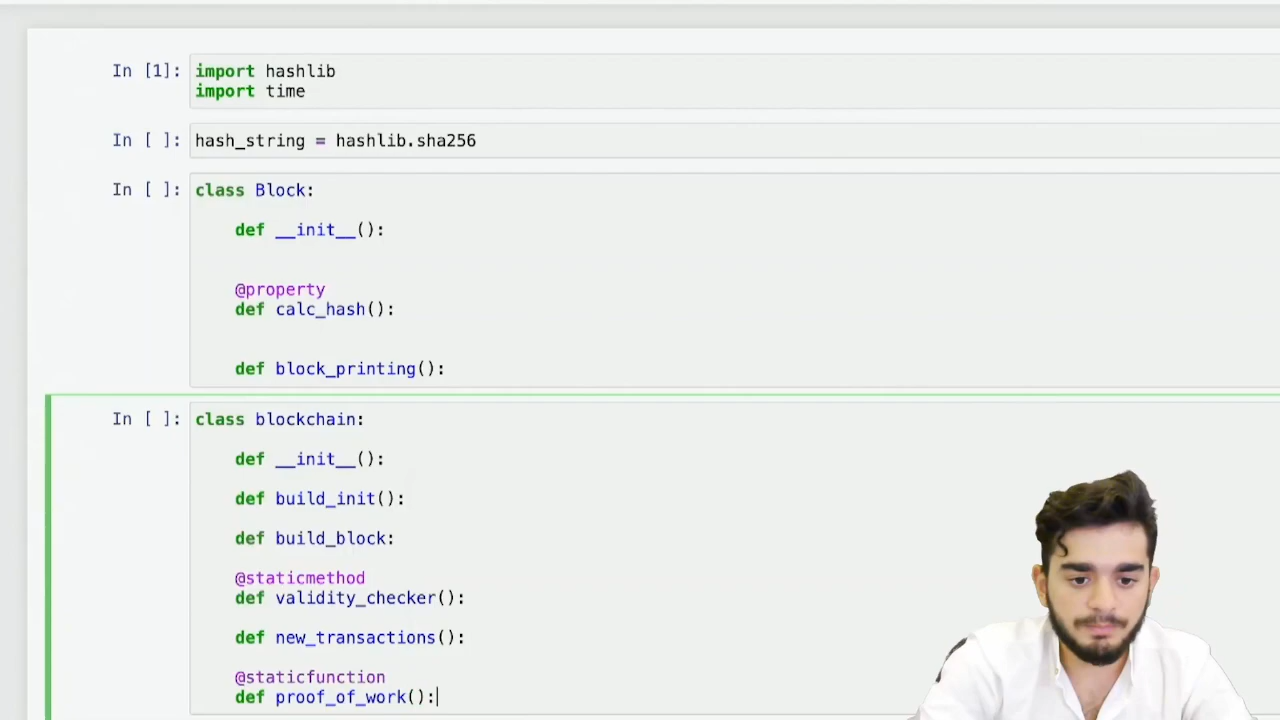 In [1]: import hashlib
import time
In [ ]: hash_string = hashlib.sha256
In [ ]: class Block:
def __init__():
@property
def calc_hash():
def block_printing():
In [ ]: class blockchain:
def __init__():
def build_init():
def build_block:
@staticmethod
def validity_checker():
def new_transactions():
@staticfunction
def proof_of_work():